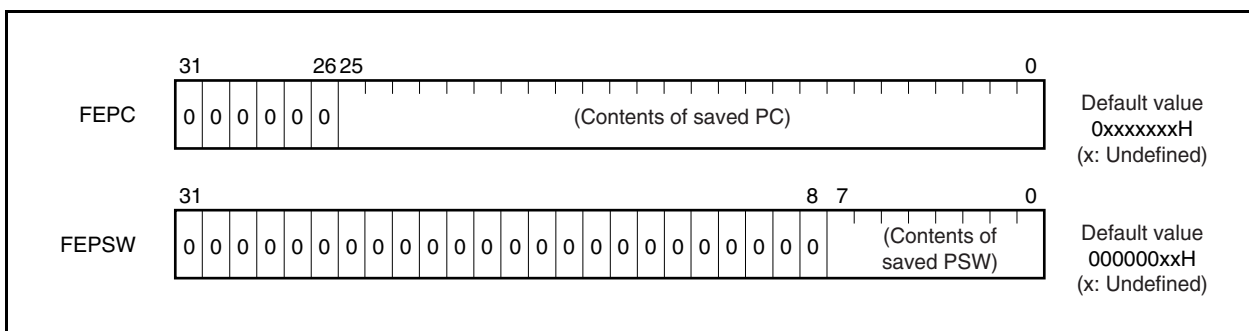 31 26 25 0
FEPC 0 0 0 0 0 0 (Contents of saved PC) Default value
0xxxxxxxH
(x: Undefined)
31 8 7 0
FEPSW 0 0 0 0 0 0 0 0 0 0 0 0 0 0 0 0 0 0 0 0 0 0 0 0 (Contents of
saved PSW) Default value
000000xxH
(x: Undefined)